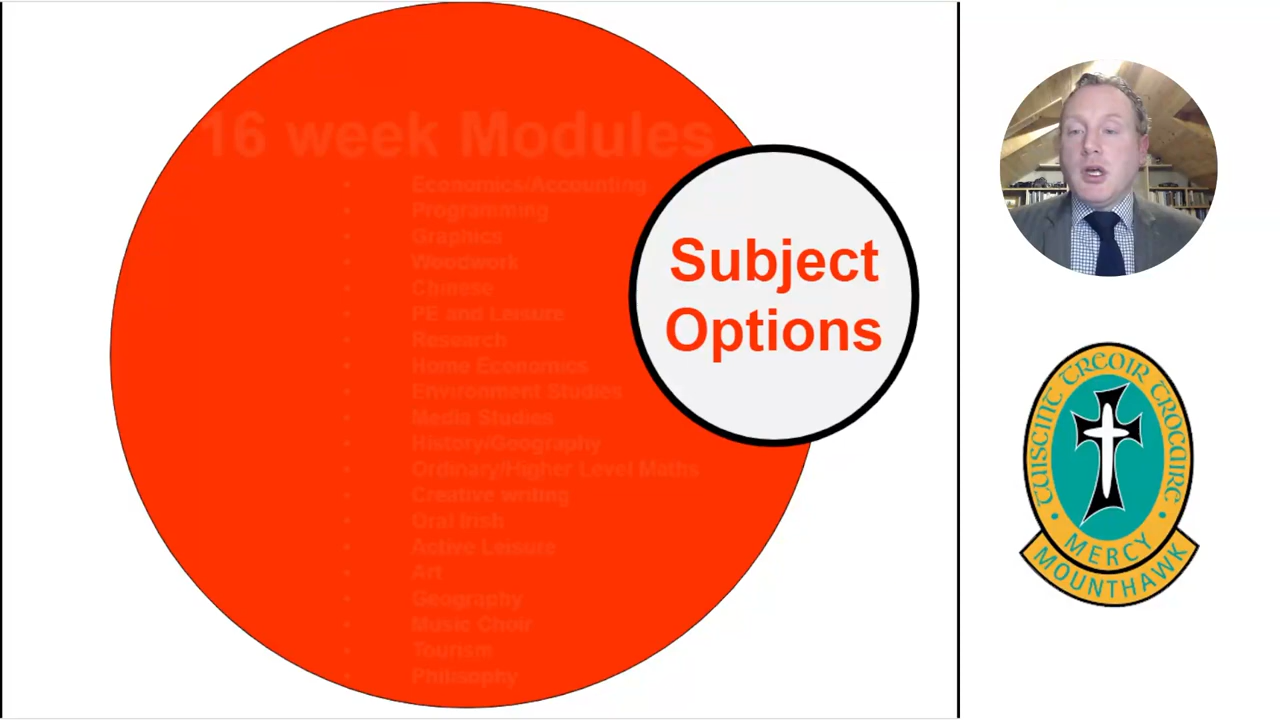 16 week Modules
• Economics/Accounting
• Programming
• Graphics
• Woodwork
• Chinese
• PE and Leisure
• Research
• Home Economics
• Environment Studies
• Media Studies
• History/Geography
• Ordinary/Higher Level Maths
• Creative writing
• Oral Irish
• Active Leisure
• Art
• Geography
• Music Choir
• Tourism
• Philisophy
Subject
Options
TUISCINT TREOIR TROCAIRE
• MERCY •
MOUNTHAWK